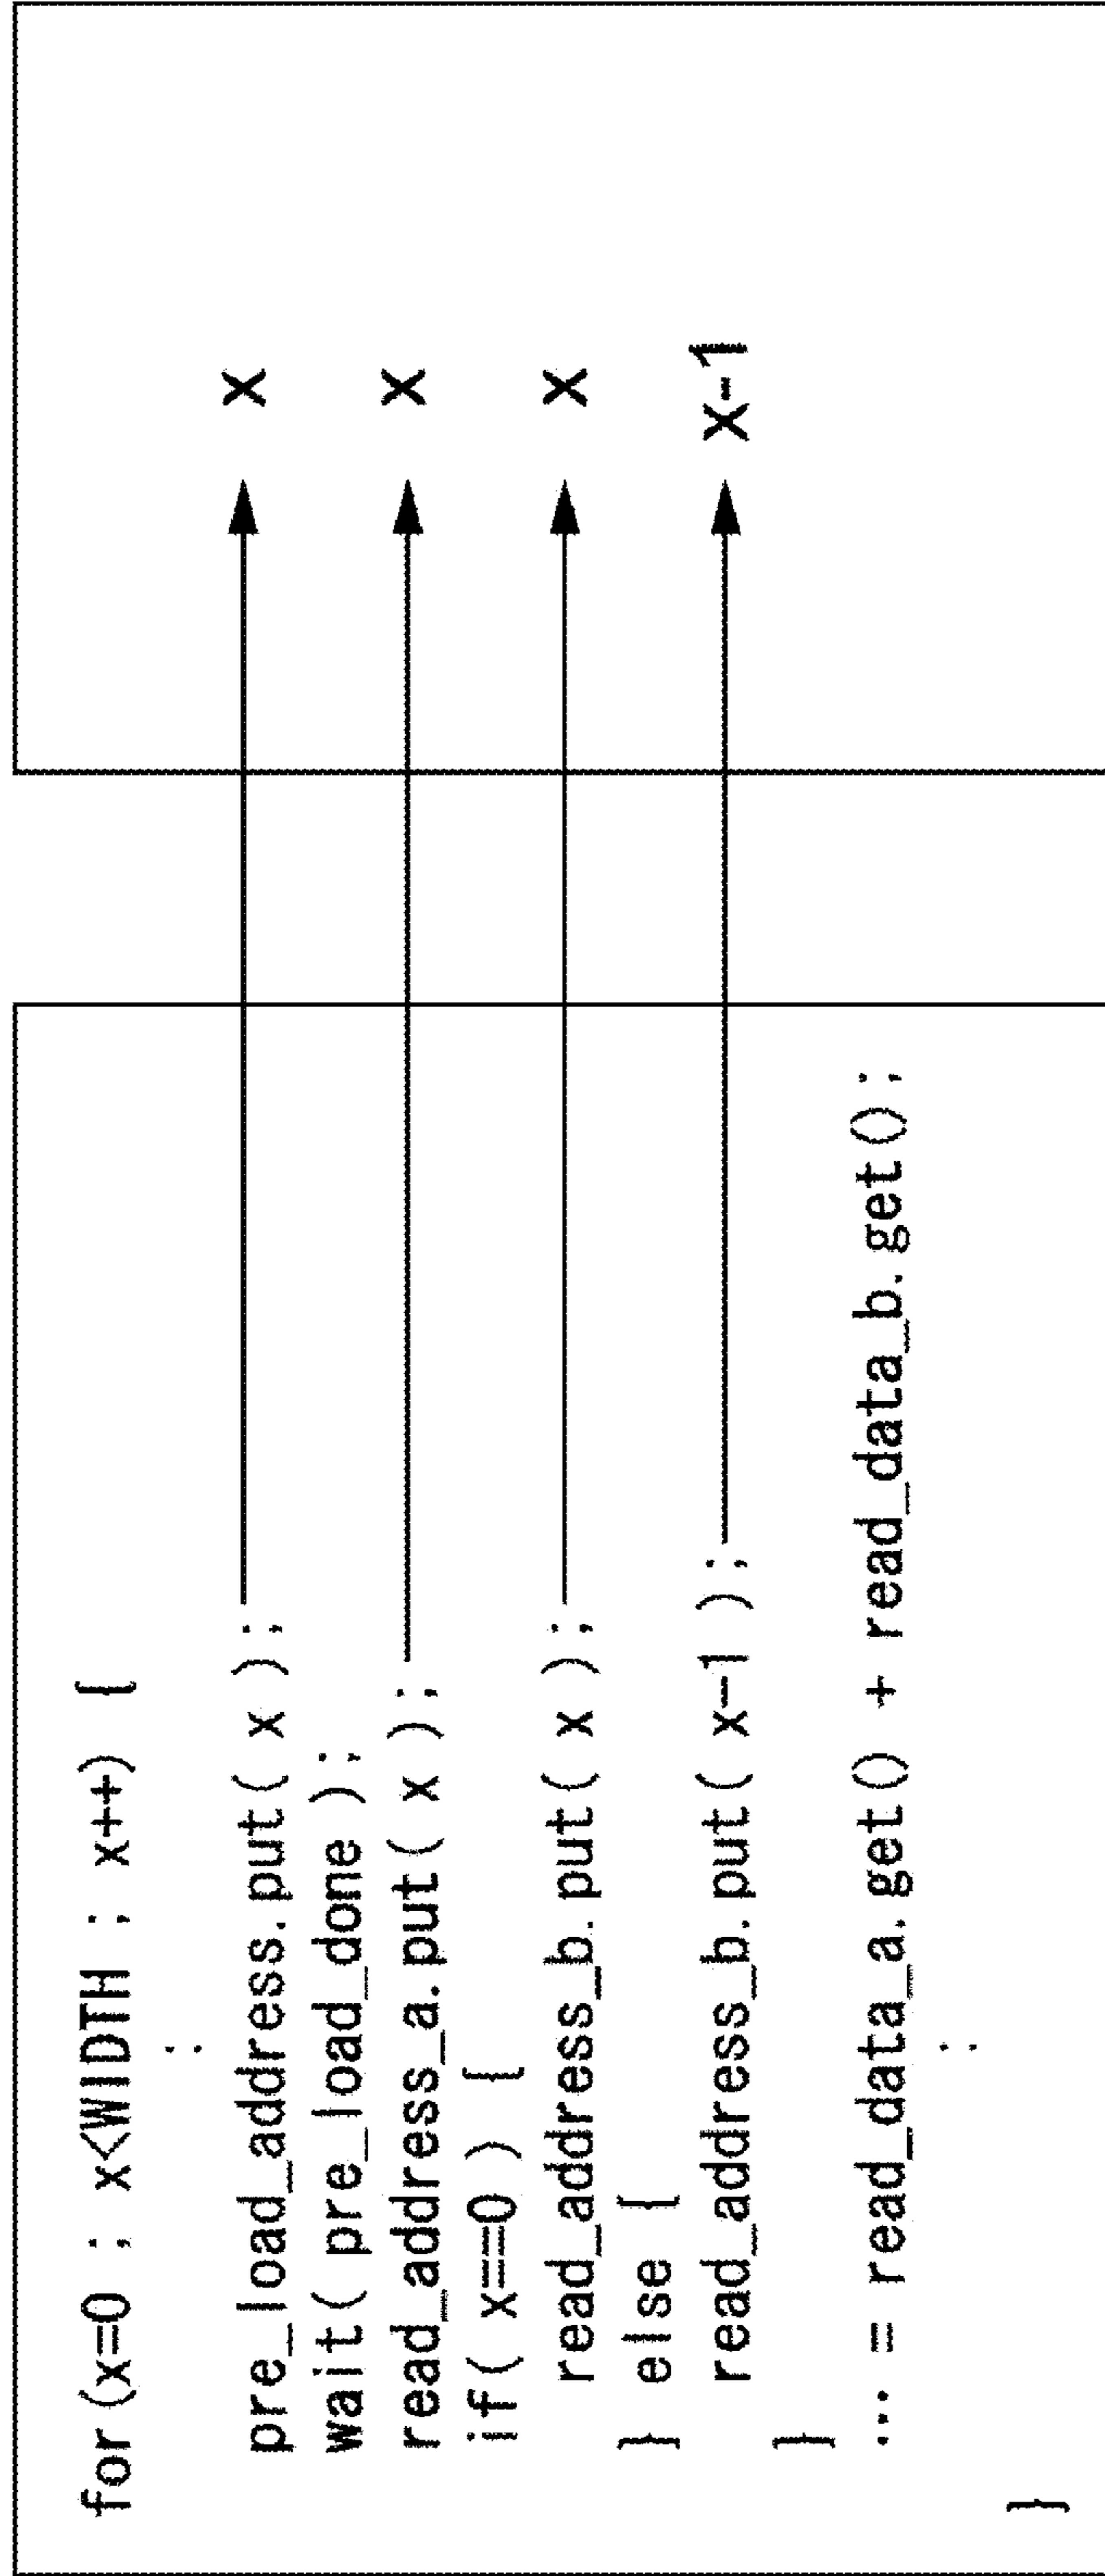 for(x=0 ; x<WIDTH ; x++) {
:
pre_load_address.put( x );
wait( pre_load_done );
read_address_a.put( x );
if( x==0 ) {
read_address_b.put( x );
} else {
read_address_b.put( x-1 );
}
... = read_data_a.get() + read_data_b.get();
:
}
x
x
x
x-1